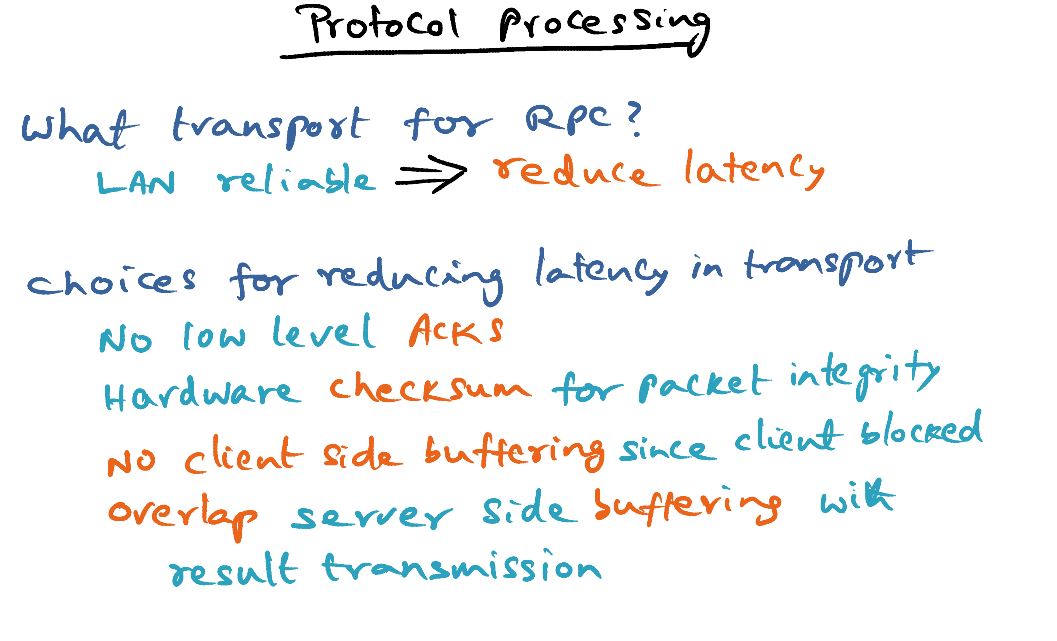 Protocol Processing
What transport for RPC?
LAN reliable ⇒ reduce latency
choices for reducing latency in transport
No low level Acks
Hardware checksum for packet integrity
No client side buffering since client blocked
overlap server side buffering with
result transmission